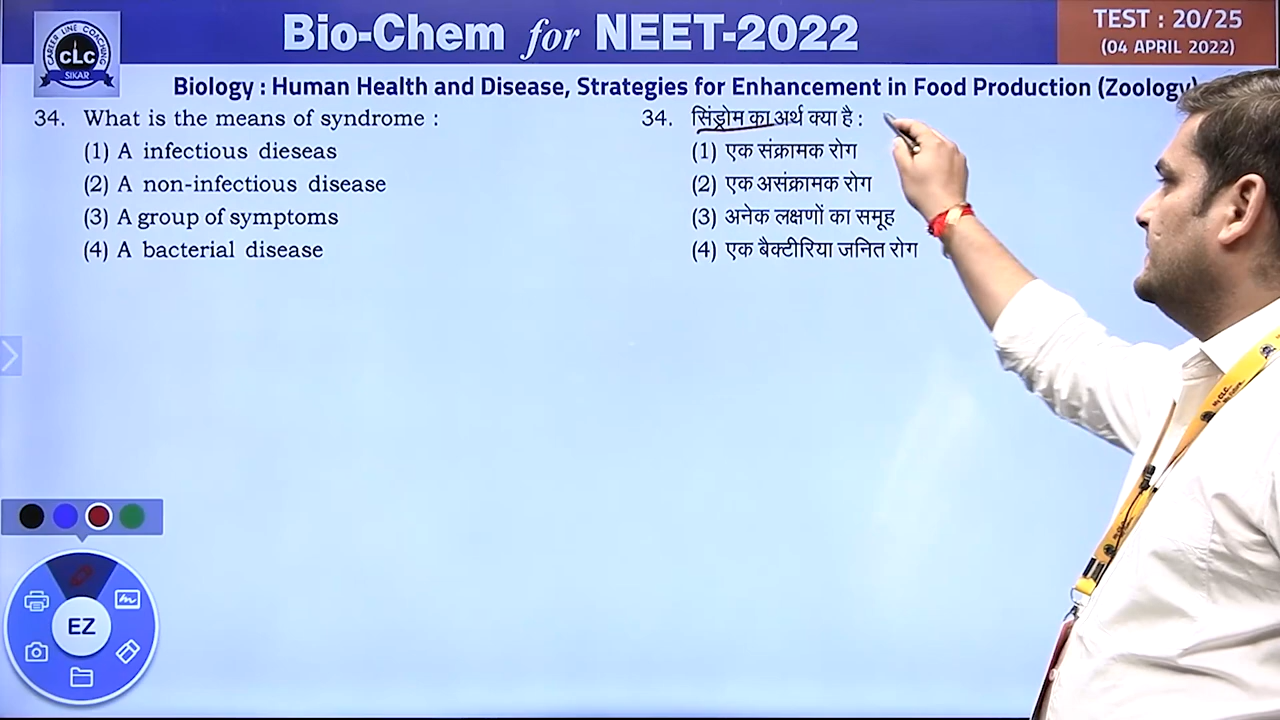 Bio-Chem for NEET-2022
TEST : 20/25
(04 APRIL 2022)
CAREER LINE COACHING
CLC
SIKAR
Biology : Human Health and Disease, Strategies for Enhancement in Food Production (Zoology)
34. What is the means of syndrome :
(1) A infectious dieseas
(2) A non-infectious disease
(3) A group of symptoms
(4) A bacterial disease
34. सिंड्रोम का अर्थ क्या है :
(1) एक संक्रामक रोग
(2) एक असंक्रामक रोग
(3) अनेक लक्षणों का समूह
(4) एक बैक्टीरिया जनित रोग
EZ